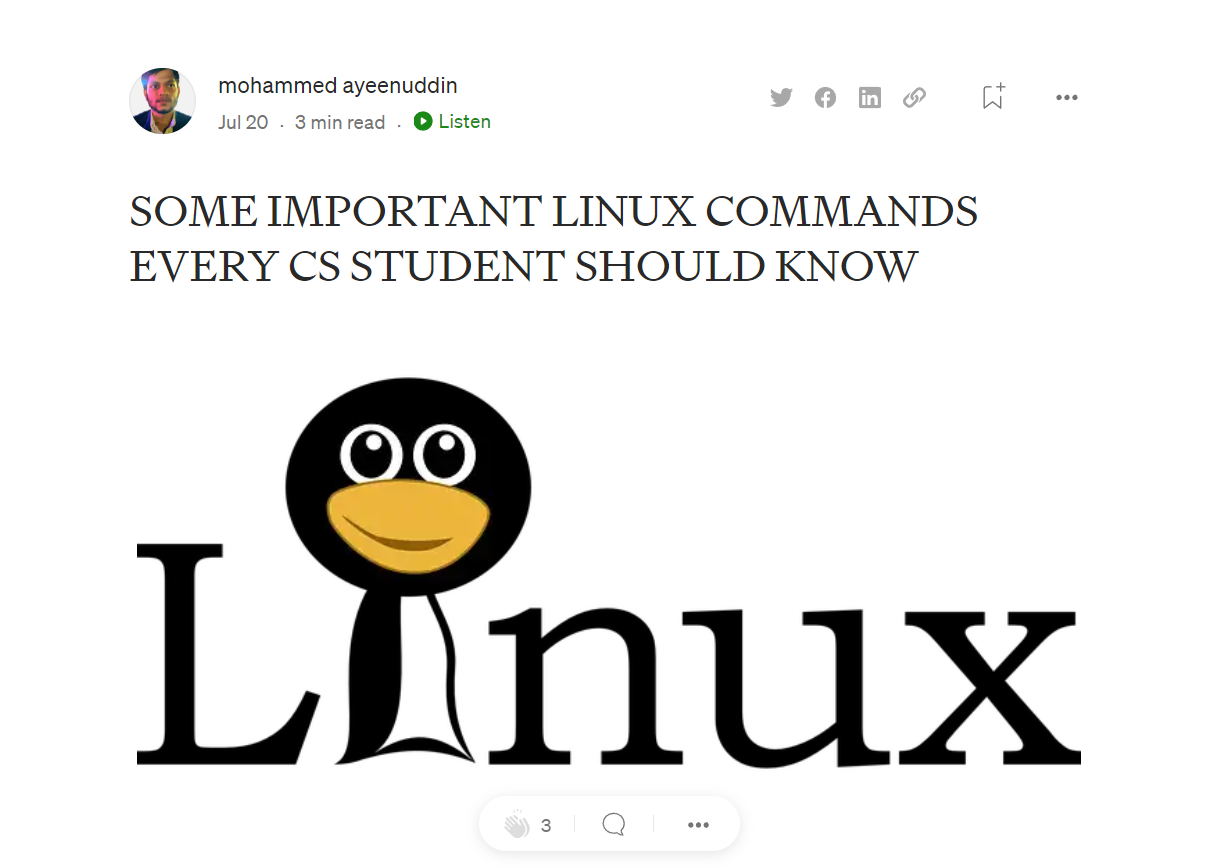 mohammed ayeenuddin
Jul 20 · 3 min read · Listen
SOME IMPORTANT LINUX COMMANDS
EVERY CS STUDENT SHOULD KNOW
Linux
3